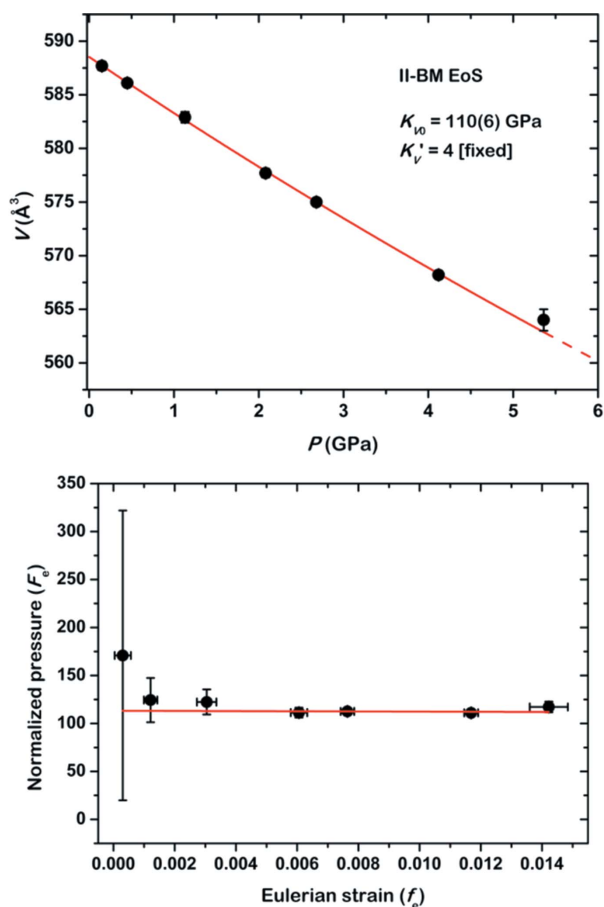 590
585
580
575
570
565
560
V (Å³)
II-BM EoS
K_V0 = 110(6) GPa
K_V' = 4 [fixed]
0 1 2 3 4 5 6
P (GPa)
350
300
250
200
150
100
50
0
Normalized pressure (Fₑ)
0.000 0.002 0.004 0.006 0.008 0.010 0.012 0.014
Eulerian strain (fₑ)